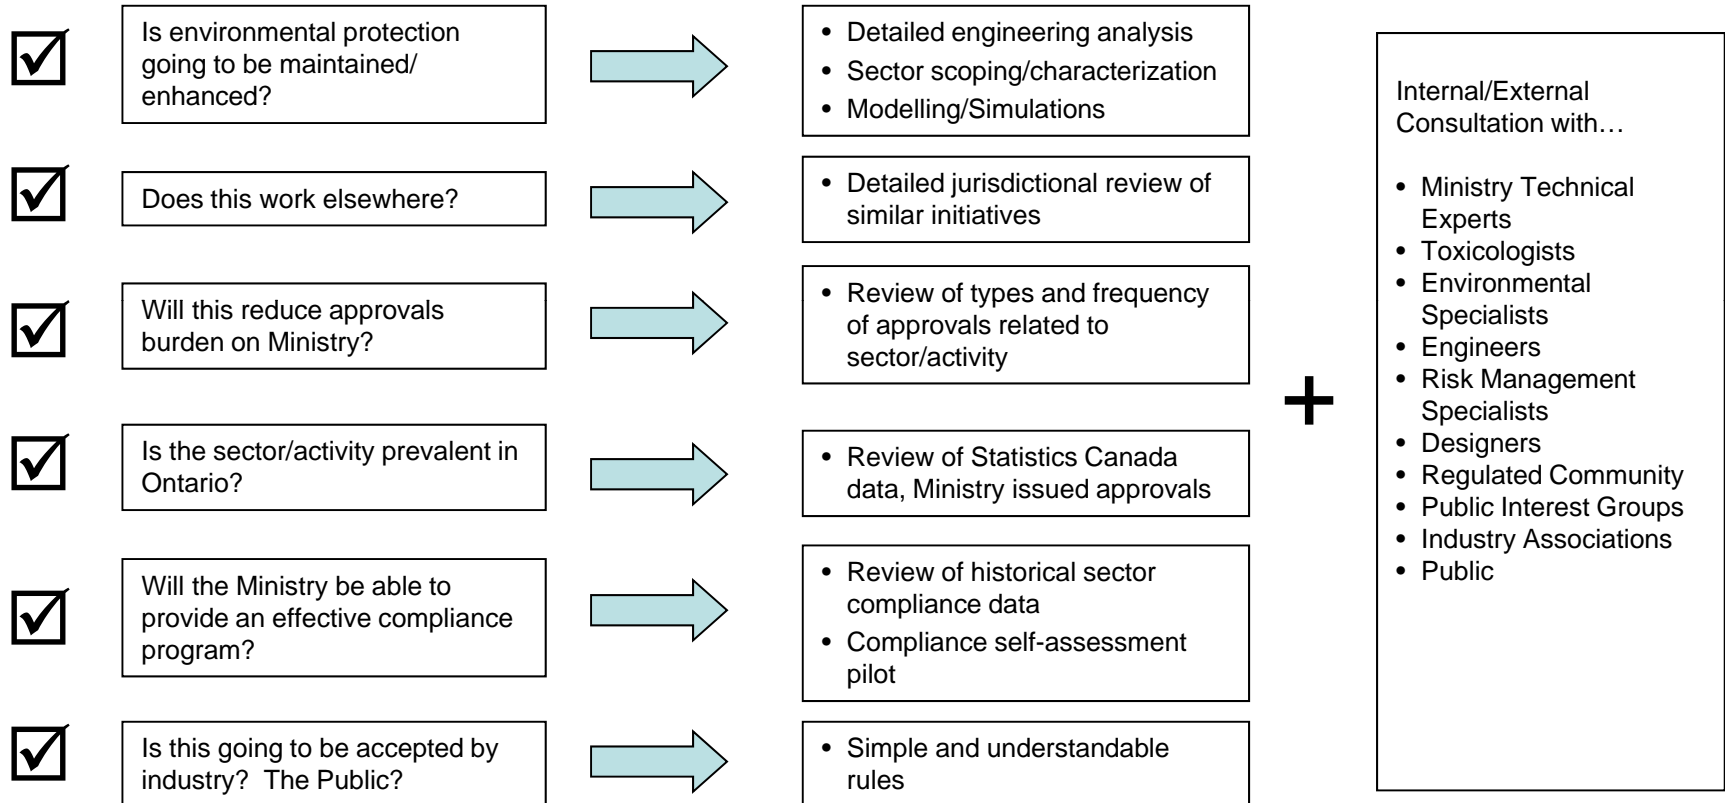 Is environmental protection
going to be maintained/
enhanced?
• Detailed engineering analysis
• Sector scoping/characterization
• Modelling/Simulations
Does this work elsewhere?
• Detailed jurisdictional review of
similar initiatives
Will this reduce approvals
burden on Ministry?
• Review of types and frequency
of approvals related to
sector/activity
Is the sector/activity prevalent in
Ontario?
• Review of Statistics Canada
data, Ministry issued approvals
Will the Ministry be able to
provide an effective compliance
program?
• Review of historical sector
compliance data
• Compliance self-assessment
pilot
Is this going to be accepted by
industry? The Public?
• Simple and understandable
rules
+
Internal/External
Consultation with…
• Ministry Technical
Experts
• Toxicologists
• Environmental
Specialists
• Engineers
• Risk Management
Specialists
• Designers
• Regulated Community
• Public Interest Groups
• Industry Associations
• Public